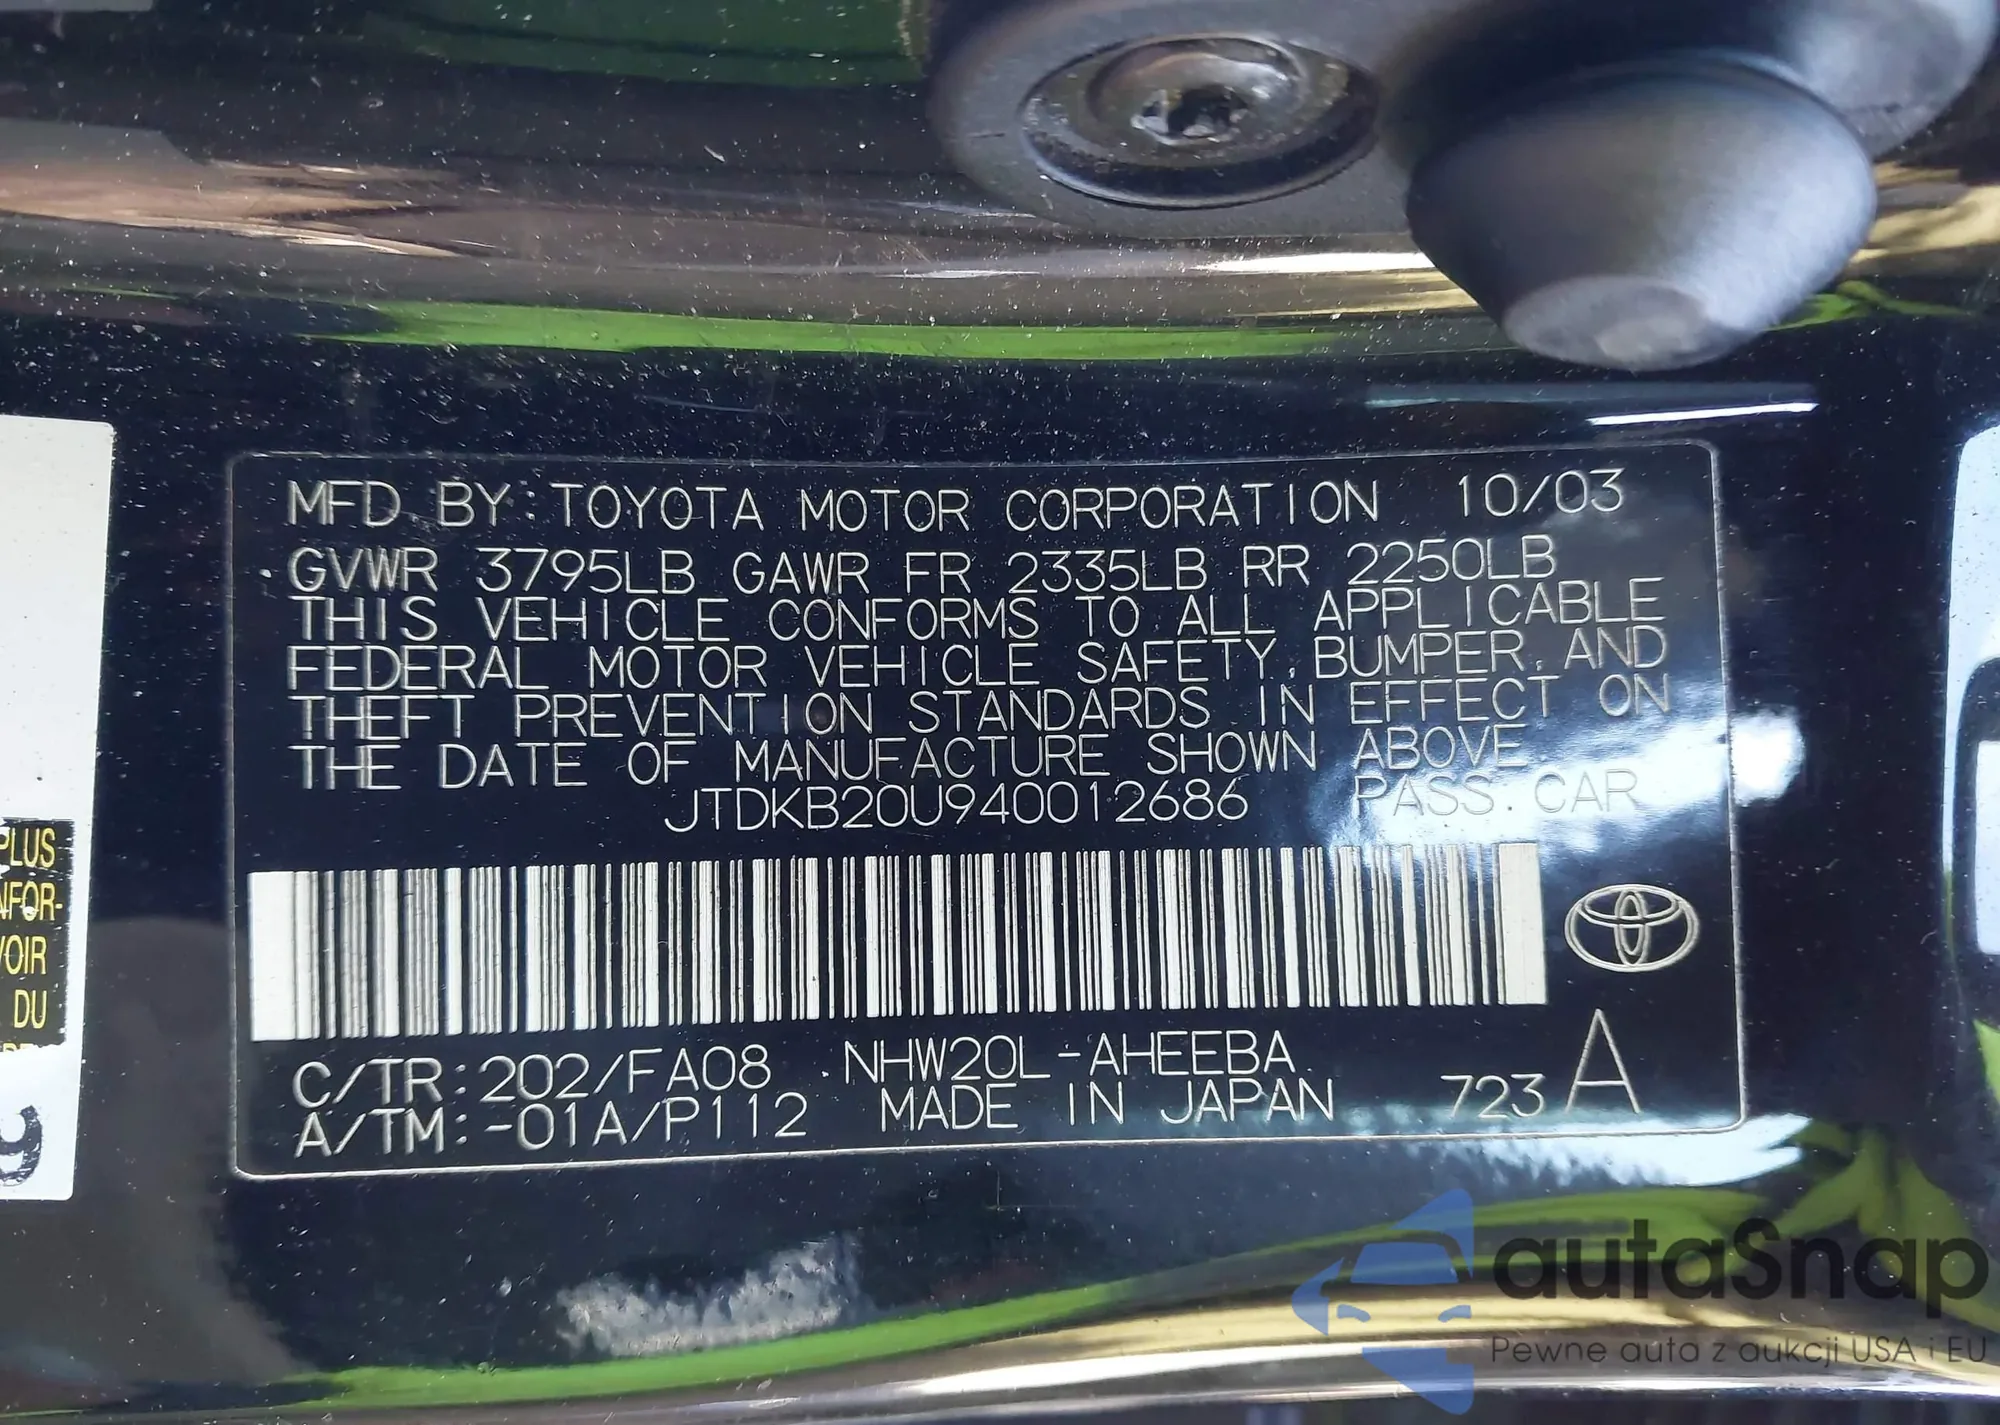 MFD BY:TOYOTA MOTOR CORPORATION 10/03
GVWR 3795LB GAWR FR 2335LB RR 2250LB
THIS VEHICLE CONFORMS TO ALL APPLICABLE
FEDERAL MOTOR VEHICLE SAFETY, BUMPER, AND
THEFT PREVENTION STANDARDS IN EFFECT ON
THE DATE OF MANUFACTURE SHOWN ABOVE.
JTDKB20U940012686 PASS. CAR
C/TR:202/FA08 NHW20L-AHEEBA
A/TM:-01A/P112 MADE IN JAPAN 723 A
PLUS
NFOR-
VOIR
DU
9
autaSnap
Pewne auta z aukcji USA i EU